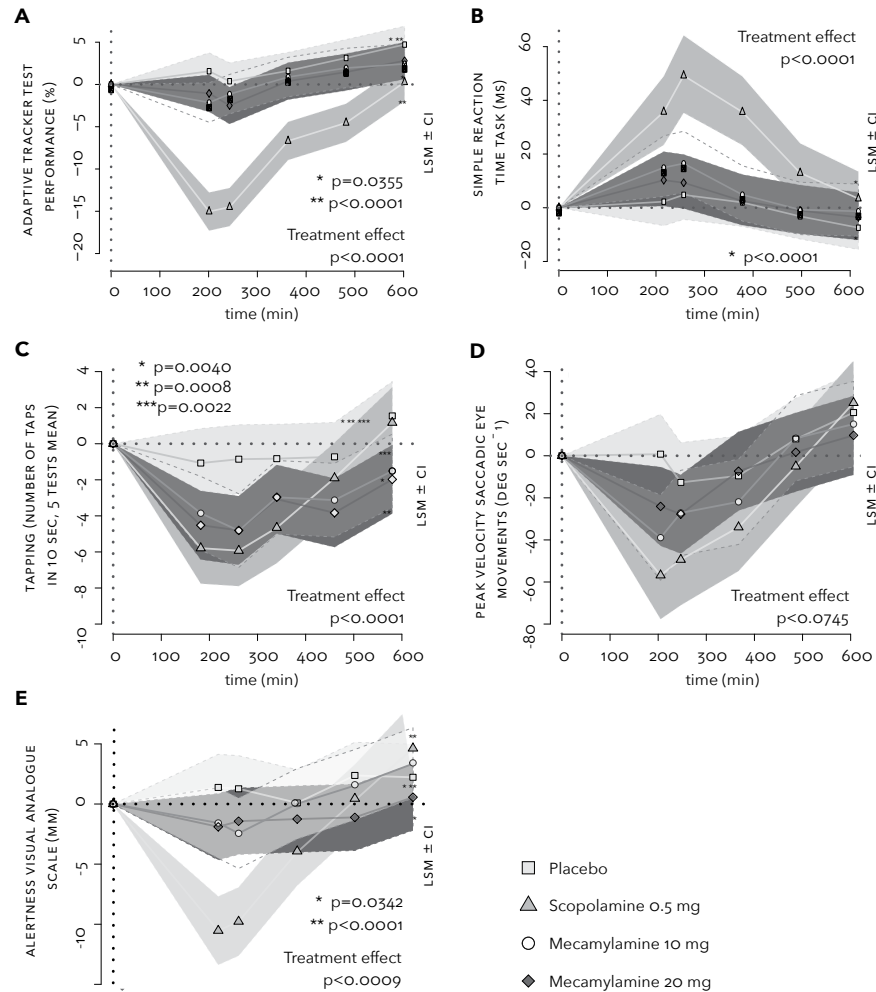 A
ADAPTIVE TRACKER TEST
PERFORMANCE (%)
5
0
-5
-10
-15
-20
* **
**
* p=0.0355
** p<0.0001
Treatment effect
p<0.0001
LSM ± CI
0 100 200 300 400 500 600
time (min)
B
SIMPLE REACTION
TIME TASK (MS)
60
40
20
0
-20
Treatment effect
p<0.0001
*
*
* p<0.0001
LSM ± CI
0 100 200 300 400 500 600
time (min)
C
TAPPING (NUMBER OF TAPS
IN 10 SEC, 5 TESTS MEAN)
4
2
0
-2
-4
-6
-8
-10
* p=0.0040
** p=0.0008
***p=0.0022
* ** ***
***
*
**
Treatment effect
p<0.0001
LSM ± CI
0 100 200 300 400 500 600
time (min)
D
PEAK VELOCITY SACCADIC EYE
MOVEMENTS (DEG SEC⁻¹)
40
20
0
-20
-40
-60
-80
Treatment effect
p<0.0745
LSM ± CI
0 100 200 300 400 500 600
time (min)
E
ALERTNESS VISUAL ANALOGUE
SCALE (MM)
5
0
-5
-10
**
* **
*
* p=0.0342
** p<0.0001
Treatment effect
p<0.0009
LSM ± CI
Placebo
Scopolamine 0.5 mg
Mecamylamine 10 mg
Mecamylamine 20 mg